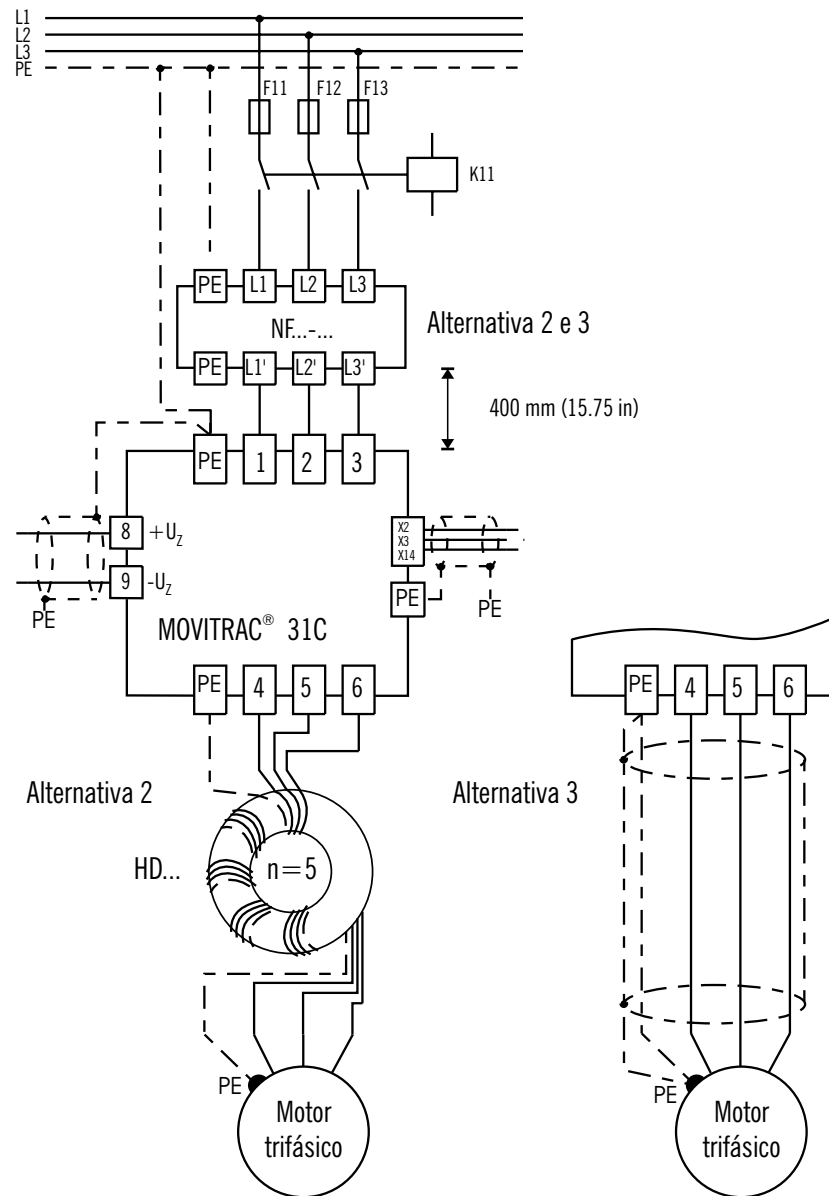 L1
L2
L3
PE
F11 F12 F13
K11
PE L1 L2 L3
NF...-...
Alternativa 2 e 3
PE L1' L2' L3'
400 mm (15.75 in)
PE 1 2 3
8 +UZ
X2
X3
X14
9 -UZ
PE
PE
PE
MOVITRAC® 31C
PE 4 5 6
PE 4 5 6
Alternativa 2
Alternativa 3
HD...
n=5
PE
PE
Motor
trifásico
Motor
trifásico